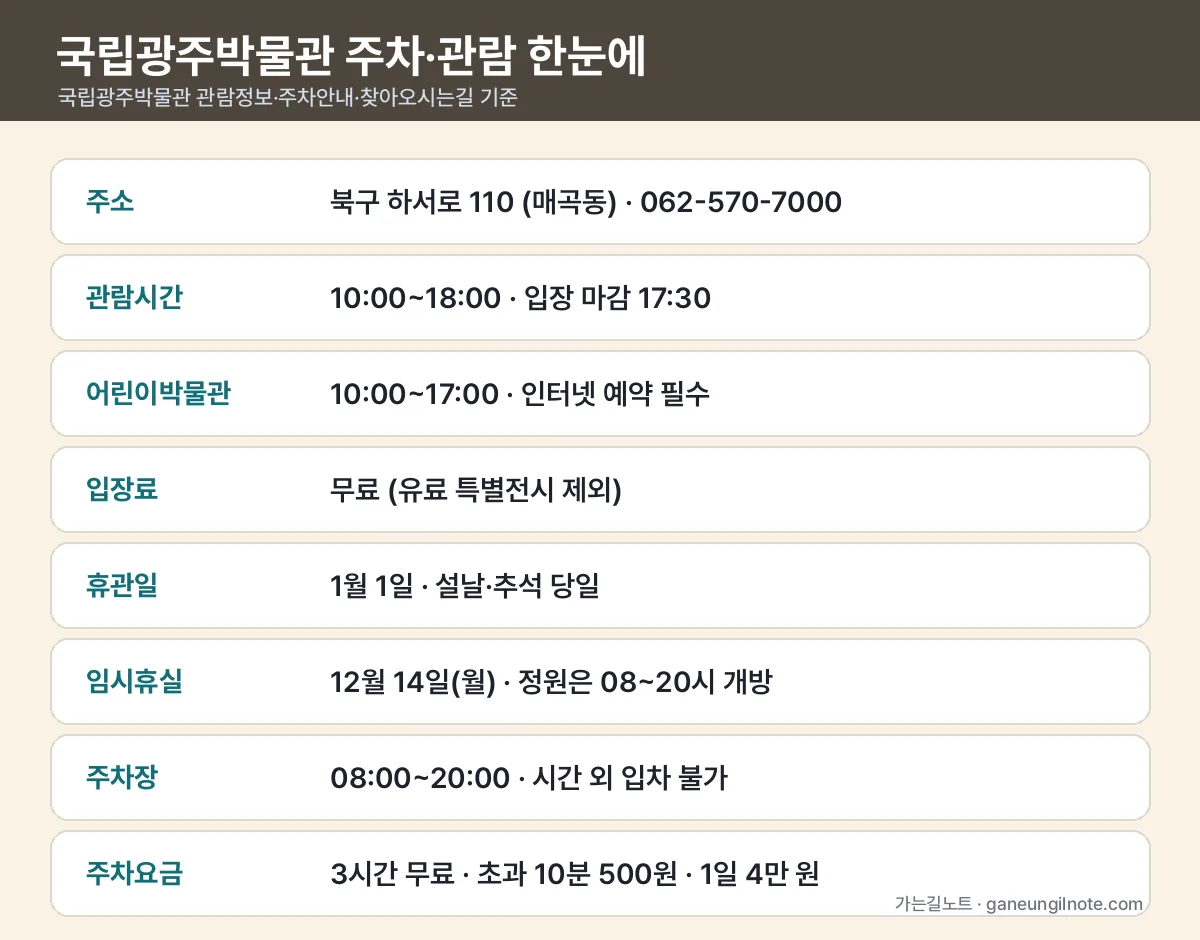 국립광주박물관 주차·관람 한눈에
국립광주박물관 관람정보·주차안내·찾아오시는길 기준
주소 북구 하서로 110 (매곡동) · 062-570-7000
관람시간 10:00~18:00 · 입장 마감 17:30
어린이박물관 10:00~17:00 · 인터넷 예약 필수
입장료 무료 (유료 특별전시 제외)
휴관일 1월 1일 · 설날·추석 당일
임시휴실 12월 14일(월) · 정원은 08~20시 개방
주차장 08:00~20:00 · 시간 외 입차 불가
주차요금 3시간 무료 · 초과 10분 500원 · 1일 4만 원
가는길노트 · ganeungilnote.com